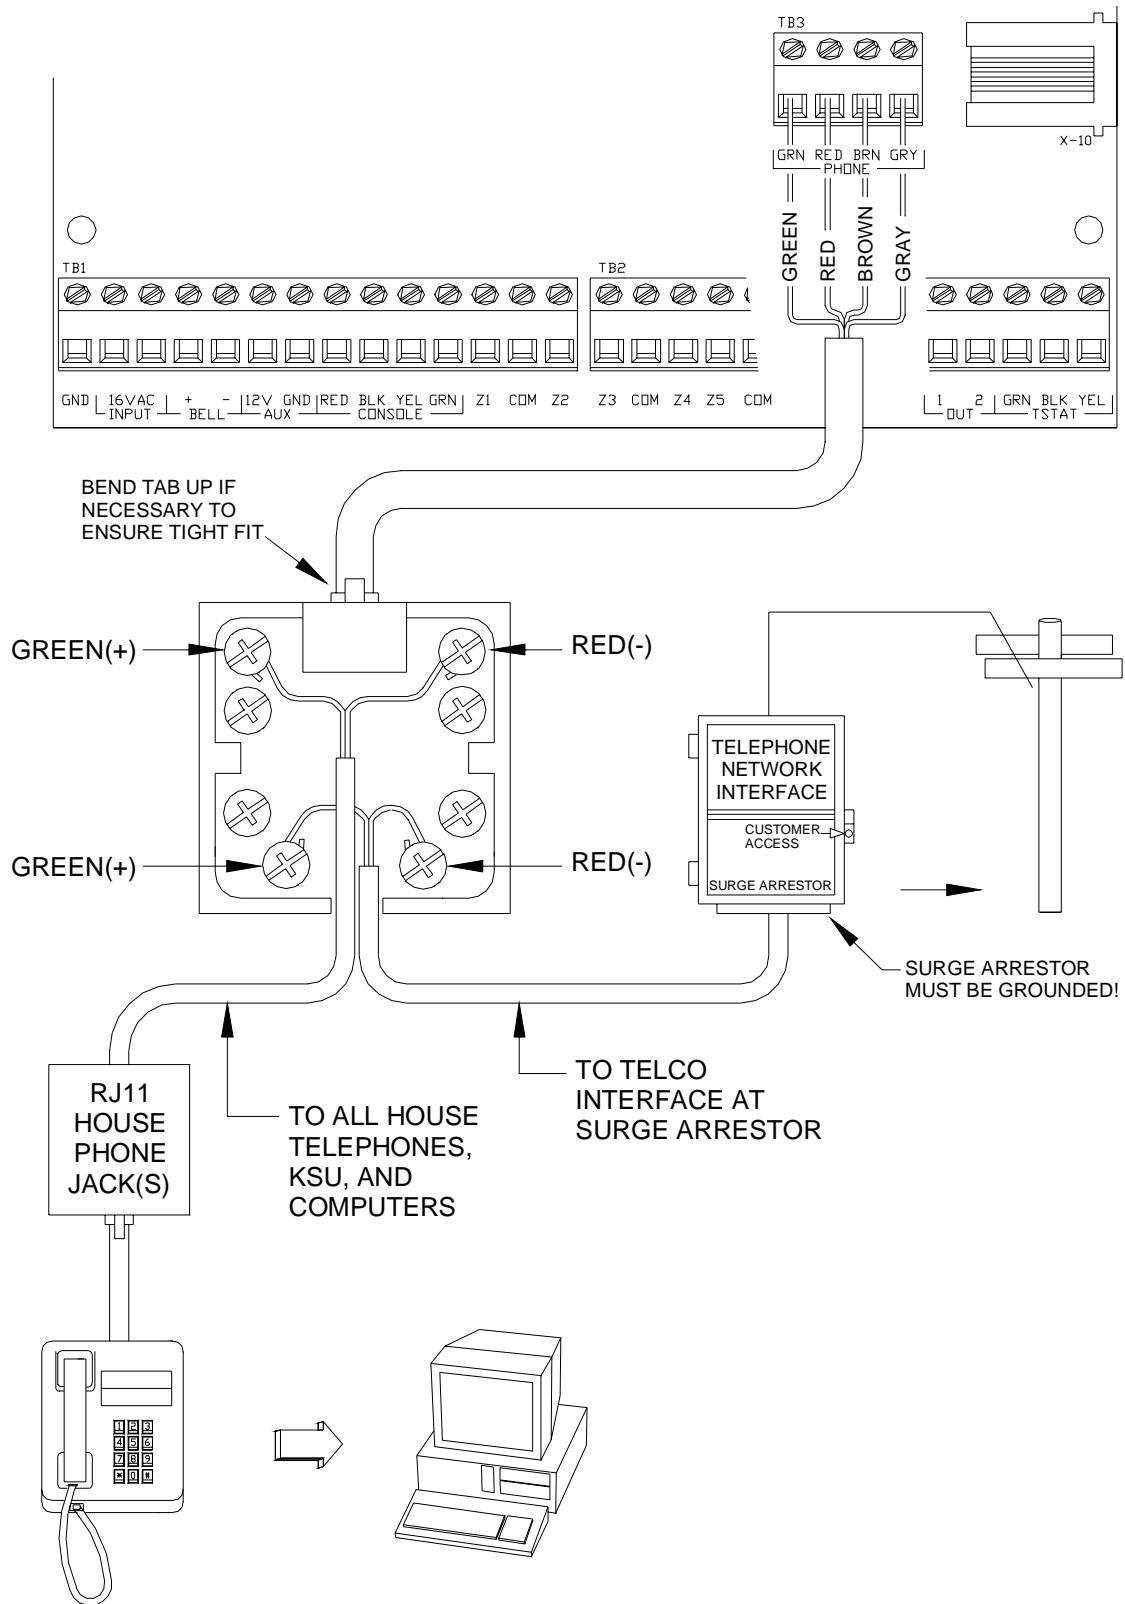 TB3
X-10
GRN RED BRN GRY
PHONE
GREEN
RED
BROWN
GRAY
TB1
TB2
GND 16VAC + - 12V GND RED BLK YEL GRN Z1 COM Z2 Z3 COM Z4 Z5 COM 1 2 GRN BLK YEL
INPUT BELL AUX CONSOLE OUT TSTAT
BEND TAB UP IF
NECESSARY TO
ENSURE TIGHT FIT
GREEN(+)
RED(-)
TELEPHONE
NETWORK
INTERFACE
CUSTOMER
ACCESS
SURGE ARRESTOR
GREEN(+)
RED(-)
SURGE ARRESTOR
MUST BE GROUNDED!
TO TELCO
INTERFACE AT
SURGE ARRESTOR
RJ11
HOUSE
PHONE
JACK(S)
TO ALL HOUSE
TELEPHONES,
KSU, AND
COMPUTERS
1 2 3
4 5 6
7 8 9
* 0 #